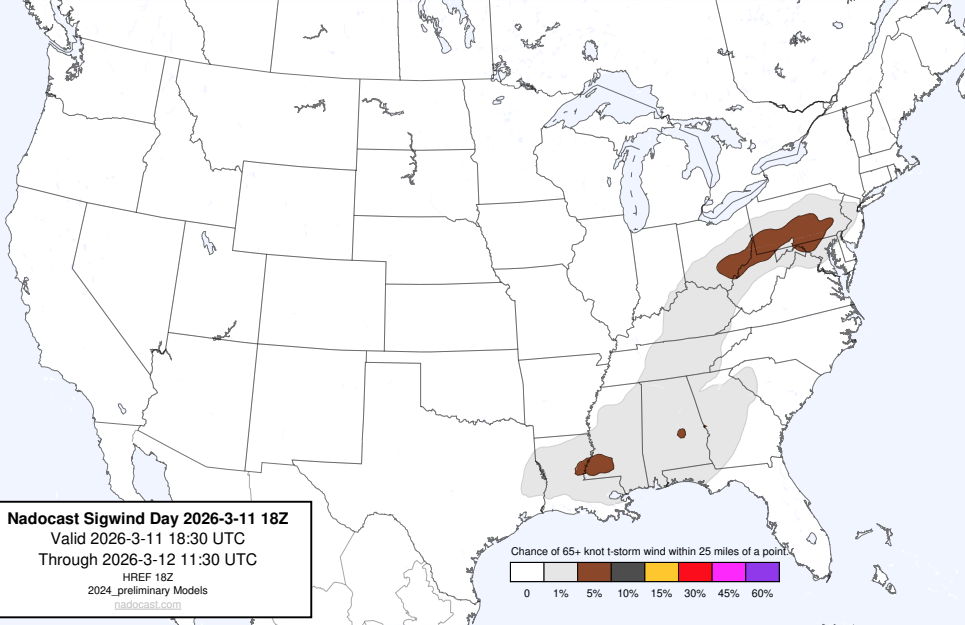 Nadocast Sigwind Day 2026-3-11 18Z
Valid 2026-3-11 18:30 UTC
Through 2026-3-12 11:30 UTC
HREF 18Z
2024_preliminary Models
nadocast.com
Chance of 65+ knot t-storm wind within 25 miles of a point.
0 1% 5% 10% 15% 30% 45% 60%